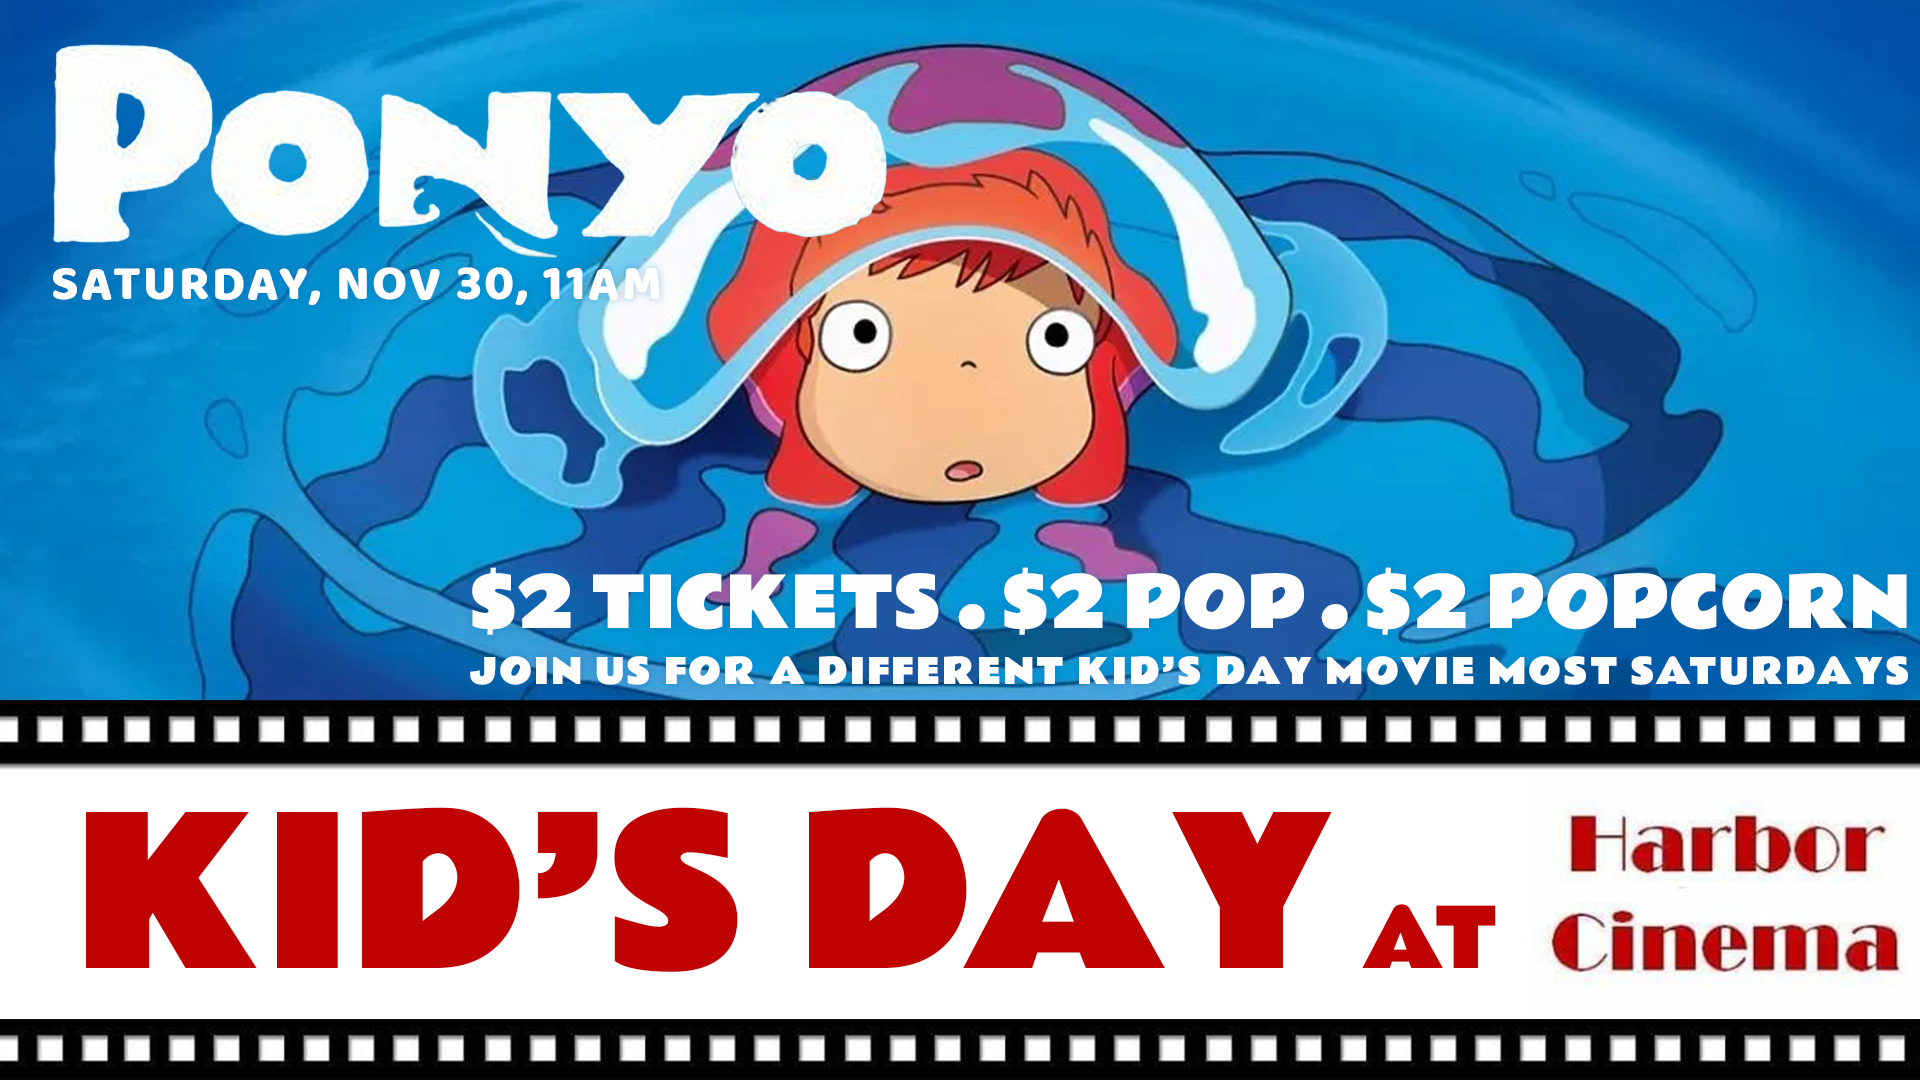 PONYO
SATURDAY, NOV 30, 11AM
$2 TICKETS . $2 POP . $2 POPCORN
JOIN US FOR A DIFFERENT KID'S DAY MOVIE MOST SATURDAYS
KID'S DAY AT
Harbor
Cinema